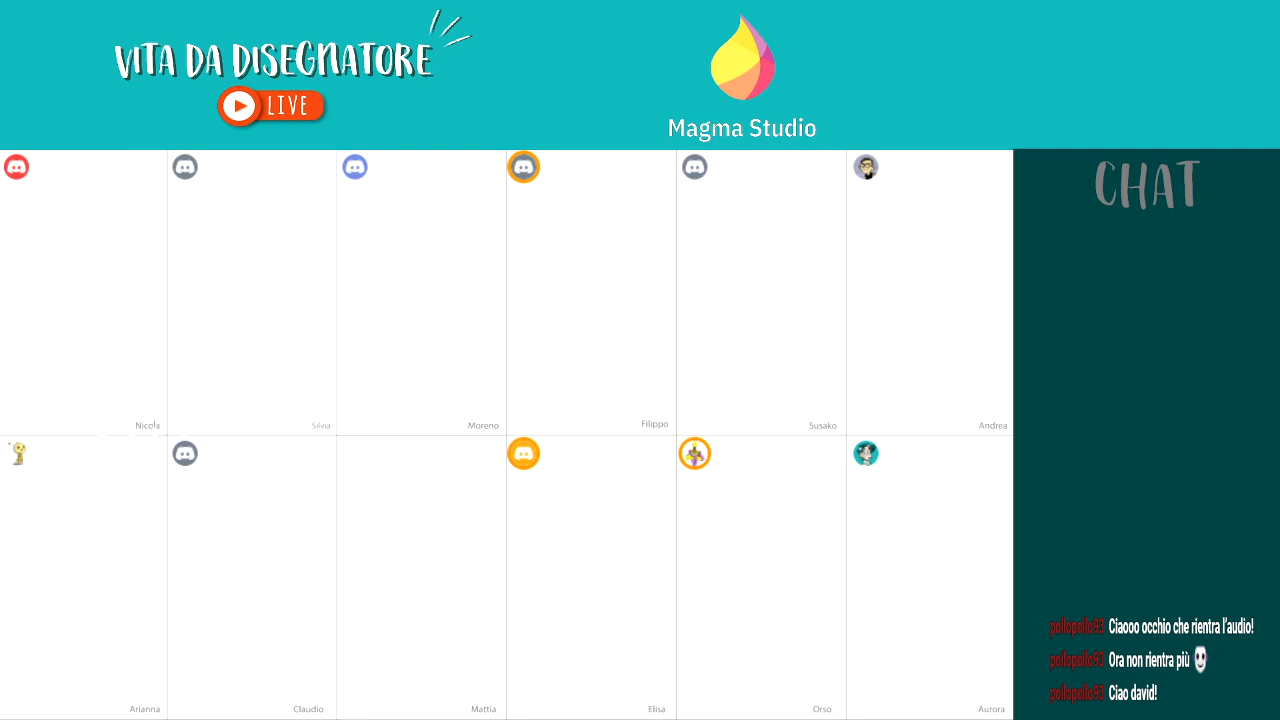 VITA DA DISEGNATORE
LIVE
Magma Studio
CHAT
Nicola
Silvia
Moreno
Filippo
Susako
Andrea
Arianna
Claudio
Mattia
Elisa
Orso
Aurora
pollopollo93 Ciaooo occhio che rientra l'audio!
pollopollo93 Ora non rientra più
pollopollo93 Ciao david!